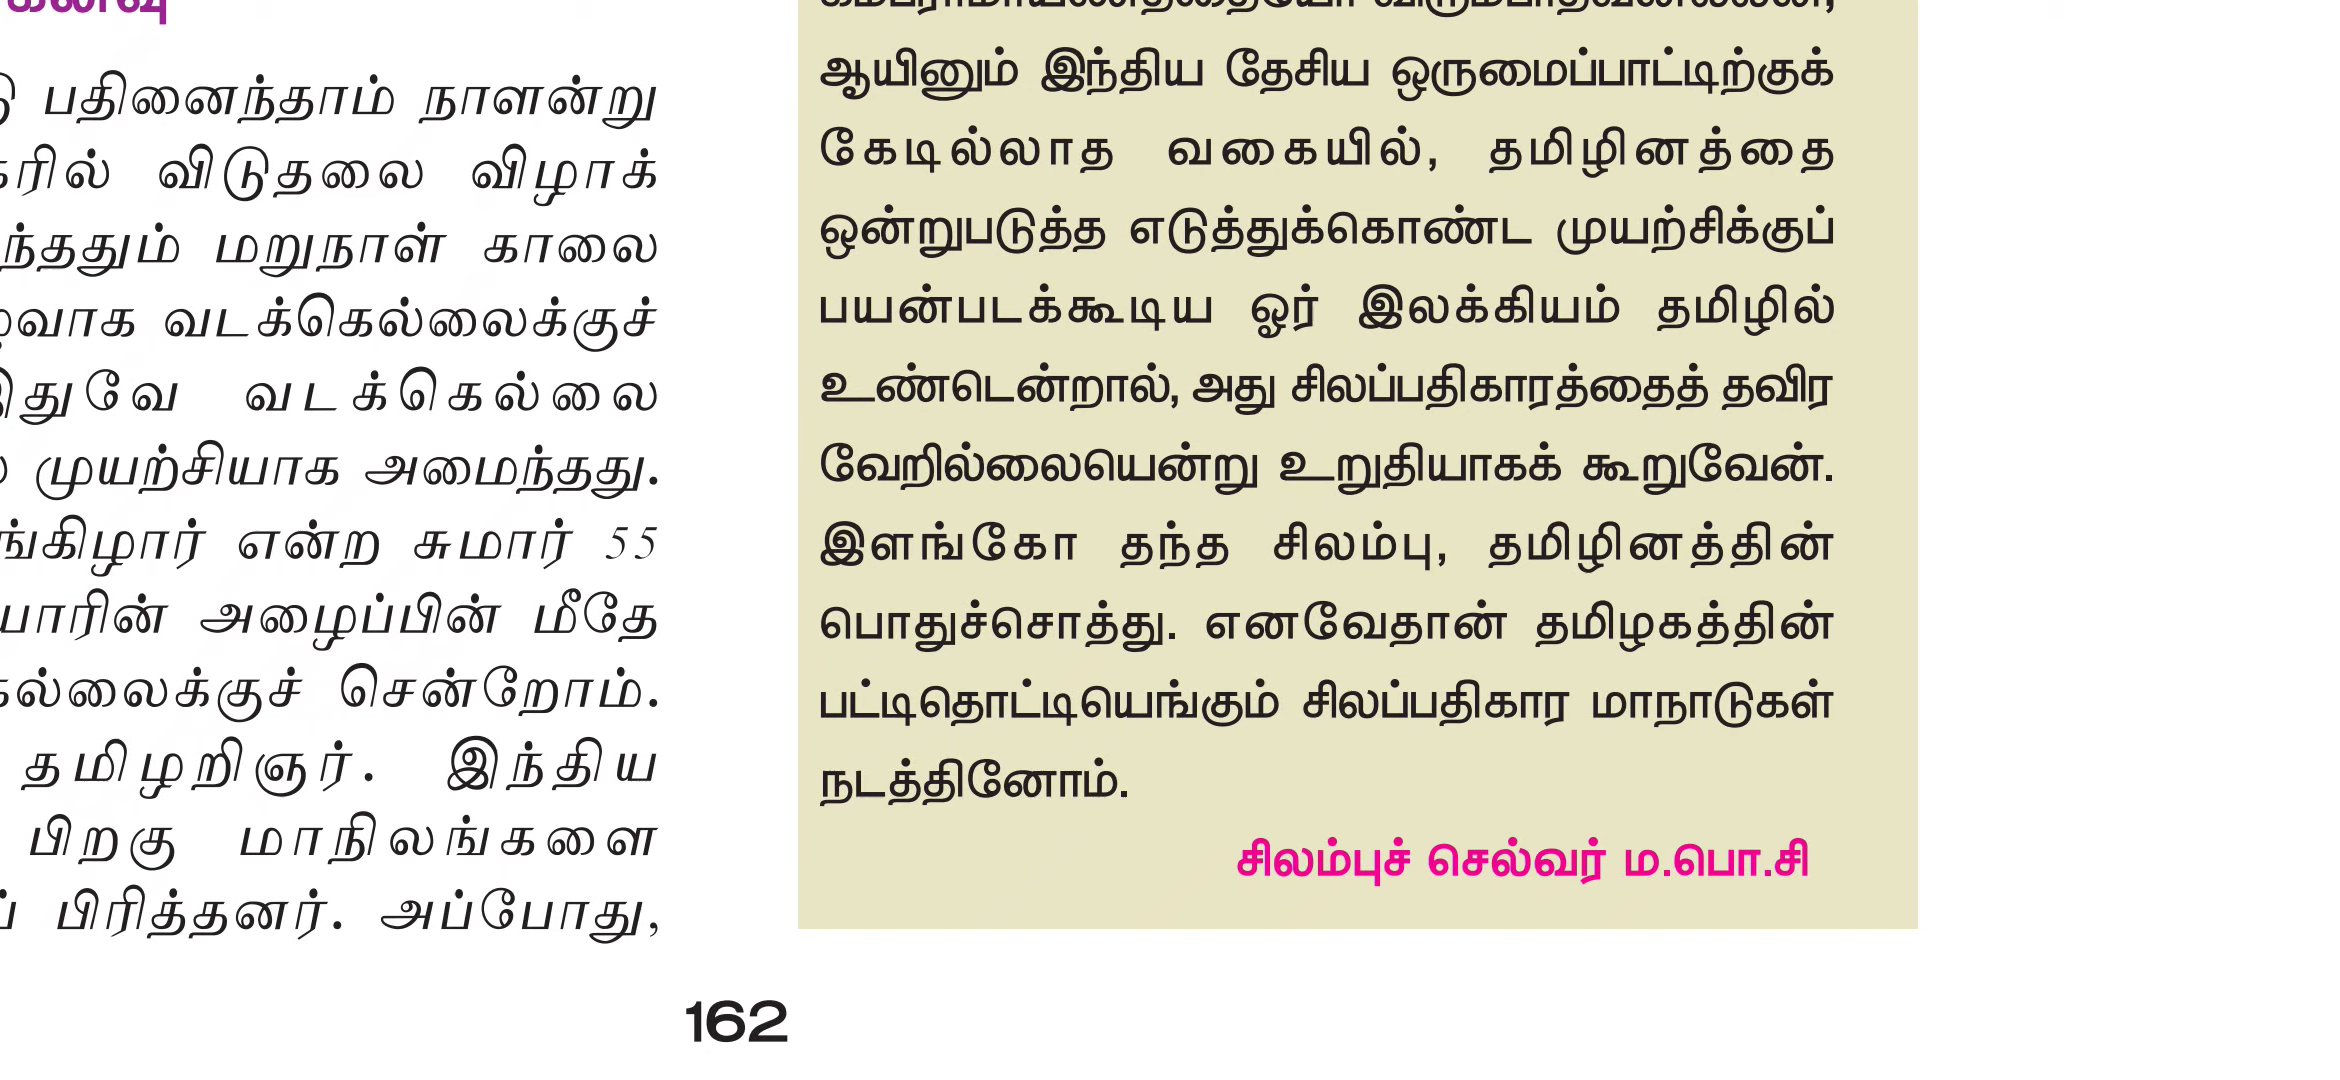 பதினைந்தாம் நாளன்று
விடுதலை விழாக்
மறுநாள் காலை
வடக்கெல்லைக்குச்
வடக்கெல்லை
முயற்சியாக அமைந்தது.
என்ற சுமார் 55
அழைப்பின் மீதே
சென்றோம்.
தமிழறிஞர். இந்திய
பிறகு மாநிலங்களை
பிரித்தனர். அப்போது,
ஆயினும் இந்திய தேசிய ஒருமைப்பாட்டிற்குக்
கேடில்லாத வகையில், தமிழினத்தை
ஒன்றுபடுத்த எடுத்துக்கொண்ட முயற்சிக்குப்
பயன்படக்கூடிய ஓர் இலக்கியம் தமிழில்
உண்டென்றால், அது சிலப்பதிகாரத்தைத் தவிர
வேறில்லையென்று உறுதியாகக் கூறுவேன்.
இளங்கோ தந்த சிலம்பு, தமிழினத்தின்
பொதுச்சொத்து. எனவேதான் தமிழகத்தின்
பட்டிதொட்டியெங்கும் சிலப்பதிகார மாநாடுகள்
நடத்தினோம்.
சிலம்புச் செல்வர் ம.பொ.சி
162